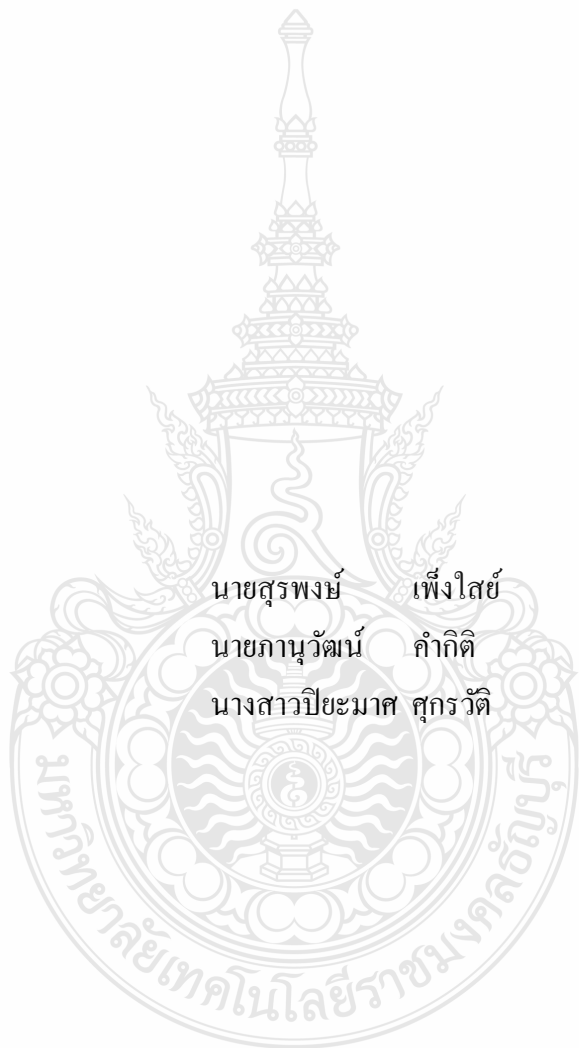 นายสุรพงษ์ เพ็งใสย์
นายภานุวัฒน์ คำกิติ
นางสาวปิยะมาศ ศุกรวัติ
มหาวิทยาลัยเทคโนโลยีราชมงคลธัญบุรี